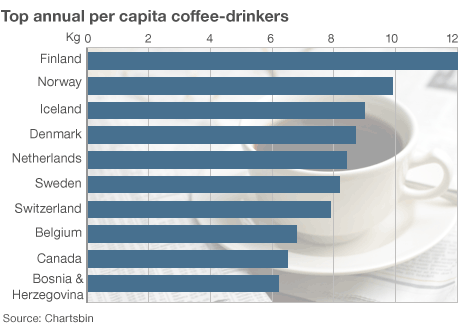 Top annual per capita coffee-drinkers
Kg 0 2 4 6 8 10 12
Finland
Norway
Iceland
Denmark
Netherlands
Sweden
Switzerland
Belgium
Canada
Bosnia &
Herzegovina
Source: Chartsbin